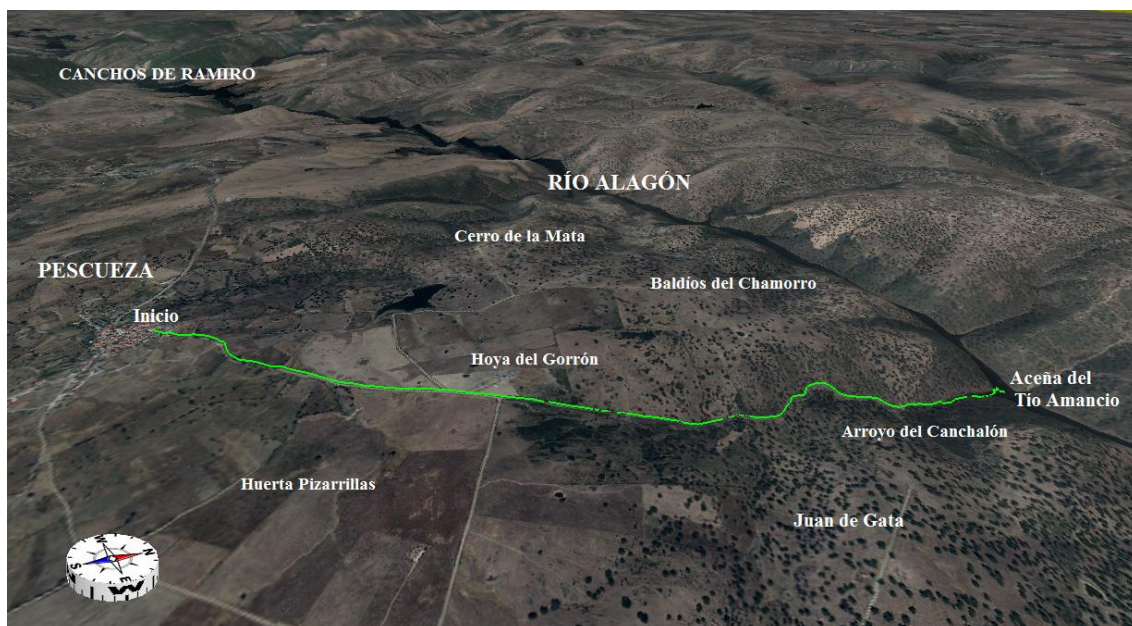 CANCHOS DE RAMIRO
RÍO ALAGÓN
Cerro de la Mata
PESCUEZA
Baldíos del Chamorro
Inicio
Hoya del Gorrón
Aceña del
Tío Amancio
Arroyo del Canchalón
Huerta Pizarrillas
Juan de Gata
W
N
S
E